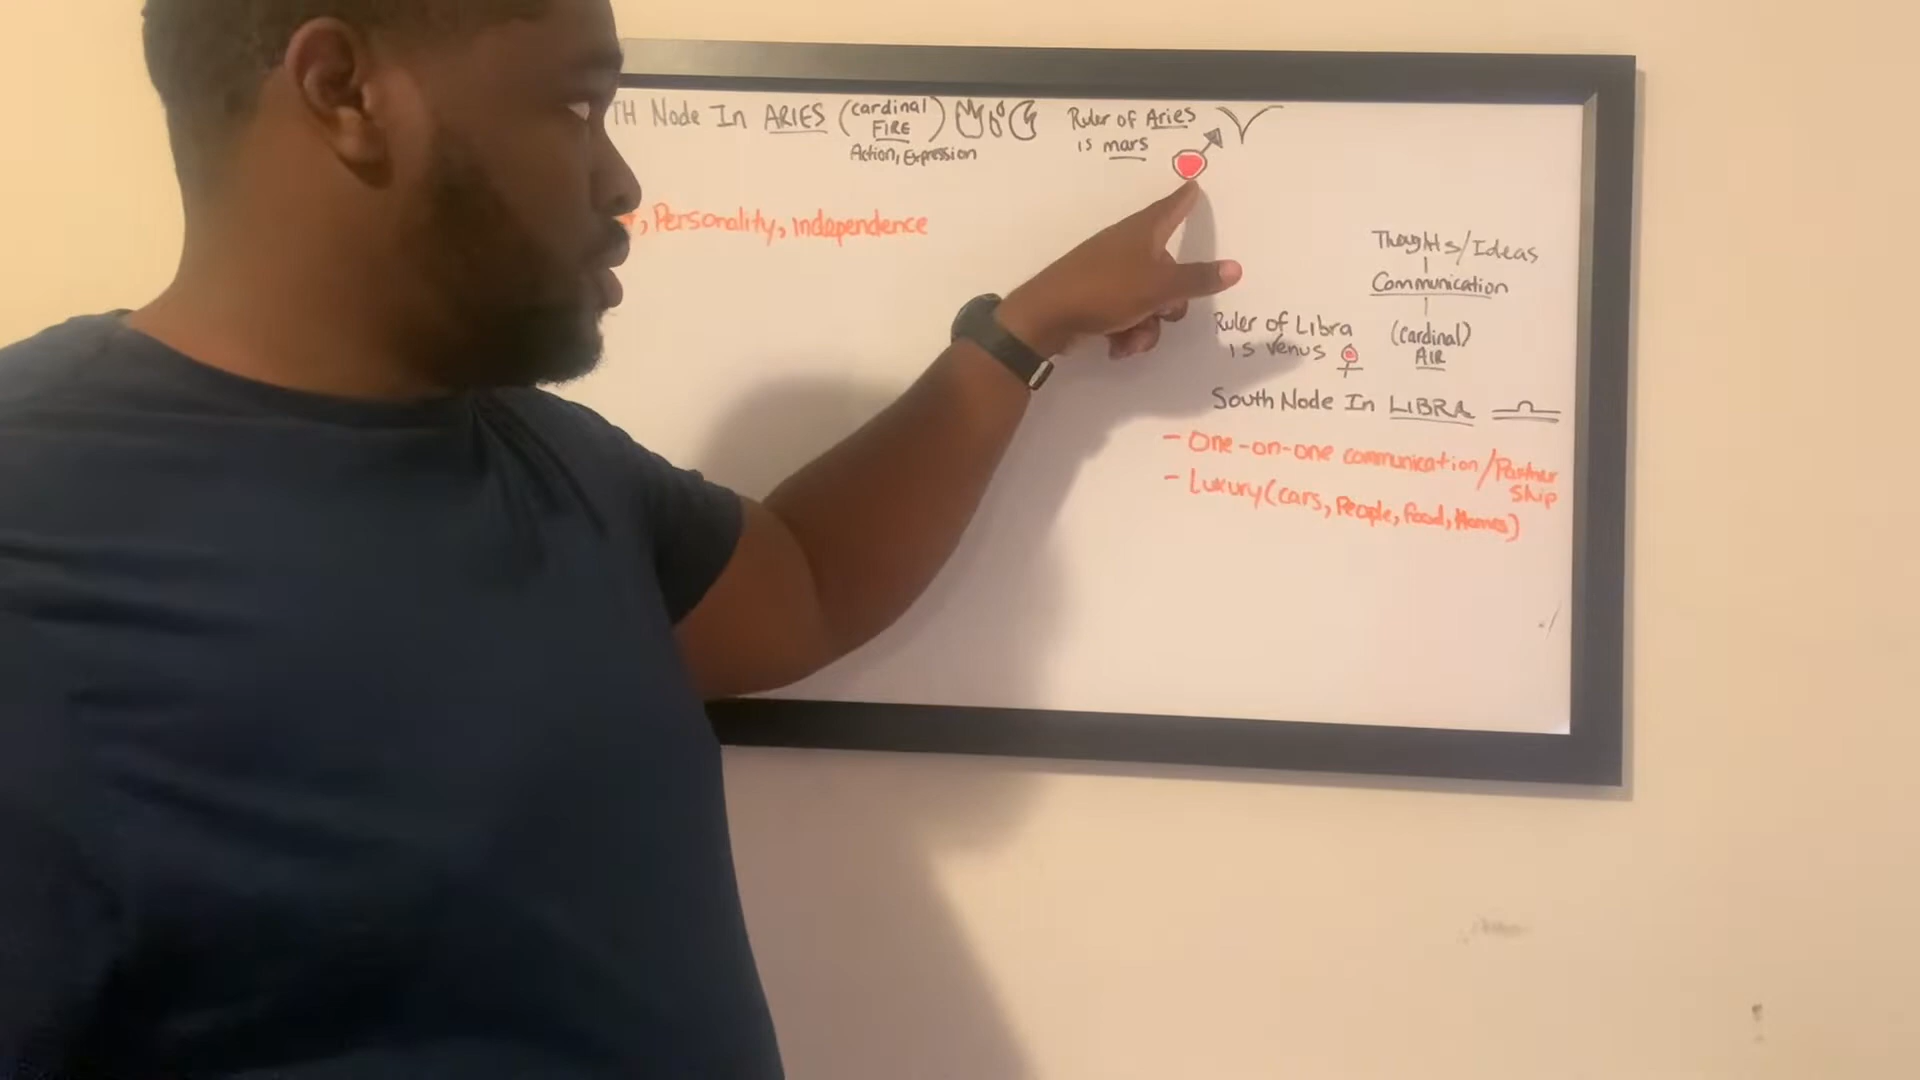 TH Node In ARIES (cardinal)
FIRE
Action, Expression
Ruler of Aries
is mars
, Personality, Independence
Thoughts/Ideas
Communication
(cardinal)
AIR
Ruler of Libra
is Venus
South Node In LIBRA
- One-on-one communication/Partner
ship
- Luxury(cars, People, Food, Homes)